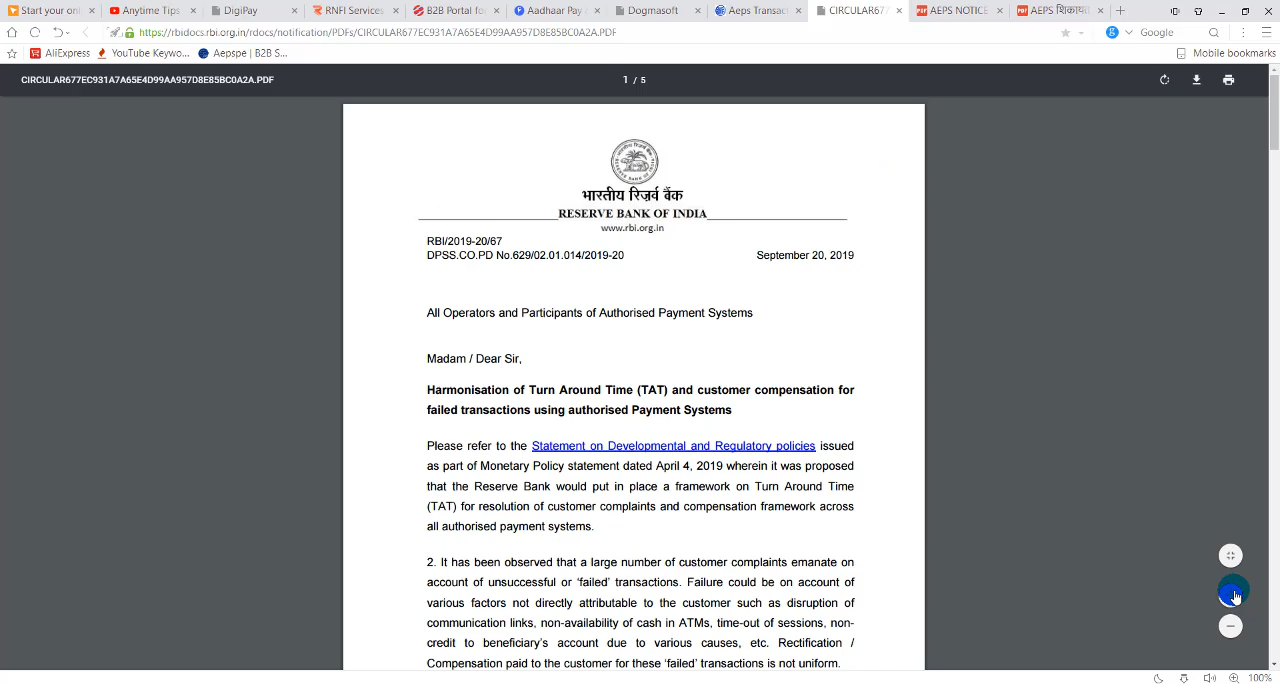 Start your onli
Anytime Tips
DigiPay
RNFI Services
B2B Portal for
Aadhaar Pay
Dogmasoft
Aeps Transac
CIRCULAR677
AEPS NOTICE
AEPS शिकायत
https://rbidocs.rbi.org.in/rdocs/notification/PDFs/CIRCULAR677EC931A7A65E4D99AA957D8E85BC0A2A.PDF
Google
AliExpress
YouTube Keywo...
Aepspe | B2B S...
Mobile bookmarks
CIRCULAR677EC931A7A65E4D99AA957D8E85BC0A2A.PDF
1 / 5
भारतीय रिज़र्व बैंक
RESERVE BANK OF INDIA
www.rbi.org.in
RBI/2019-20/67
DPSS.CO.PD No.629/02.01.014/2019-20 September 20, 2019
All Operators and Participants of Authorised Payment Systems
Madam / Dear Sir,
Harmonisation of Turn Around Time (TAT) and customer compensation for
failed transactions using authorised Payment Systems
Please refer to the Statement on Developmental and Regulatory policies issued
as part of Monetary Policy statement dated April 4, 2019 wherein it was proposed
that the Reserve Bank would put in place a framework on Turn Around Time
(TAT) for resolution of customer complaints and compensation framework across
all authorised payment systems.
2. It has been observed that a large number of customer complaints emanate on
account of unsuccessful or ‘failed’ transactions. Failure could be on account of
various factors not directly attributable to the customer such as disruption of
communication links, non-availability of cash in ATMs, time-out of sessions, non-
credit to beneficiary’s account due to various causes, etc. Rectification /
Compensation paid to the customer for these ‘failed’ transactions is not uniform.
100%